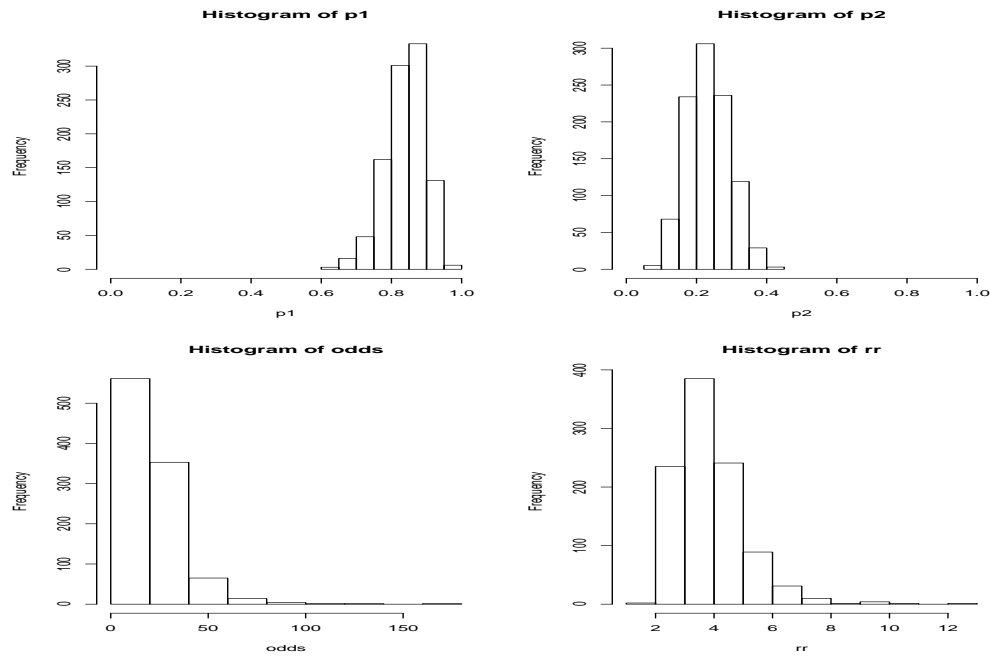 Histogram of p1
Frequency
0 50 100 150 200 250 300
0.0 0.2 0.4 0.6 0.8 1.0
p1
Histogram of p2
Frequency
0 50 100 150 200 250 300
0.0 0.2 0.4 0.6 0.8 1.0
p2
Histogram of odds
Frequency
0 100 200 300 400 500
0 50 100 150
odds
Histogram of rr
Frequency
0 100 200 300 400
2 4 6 8 10 12
rr